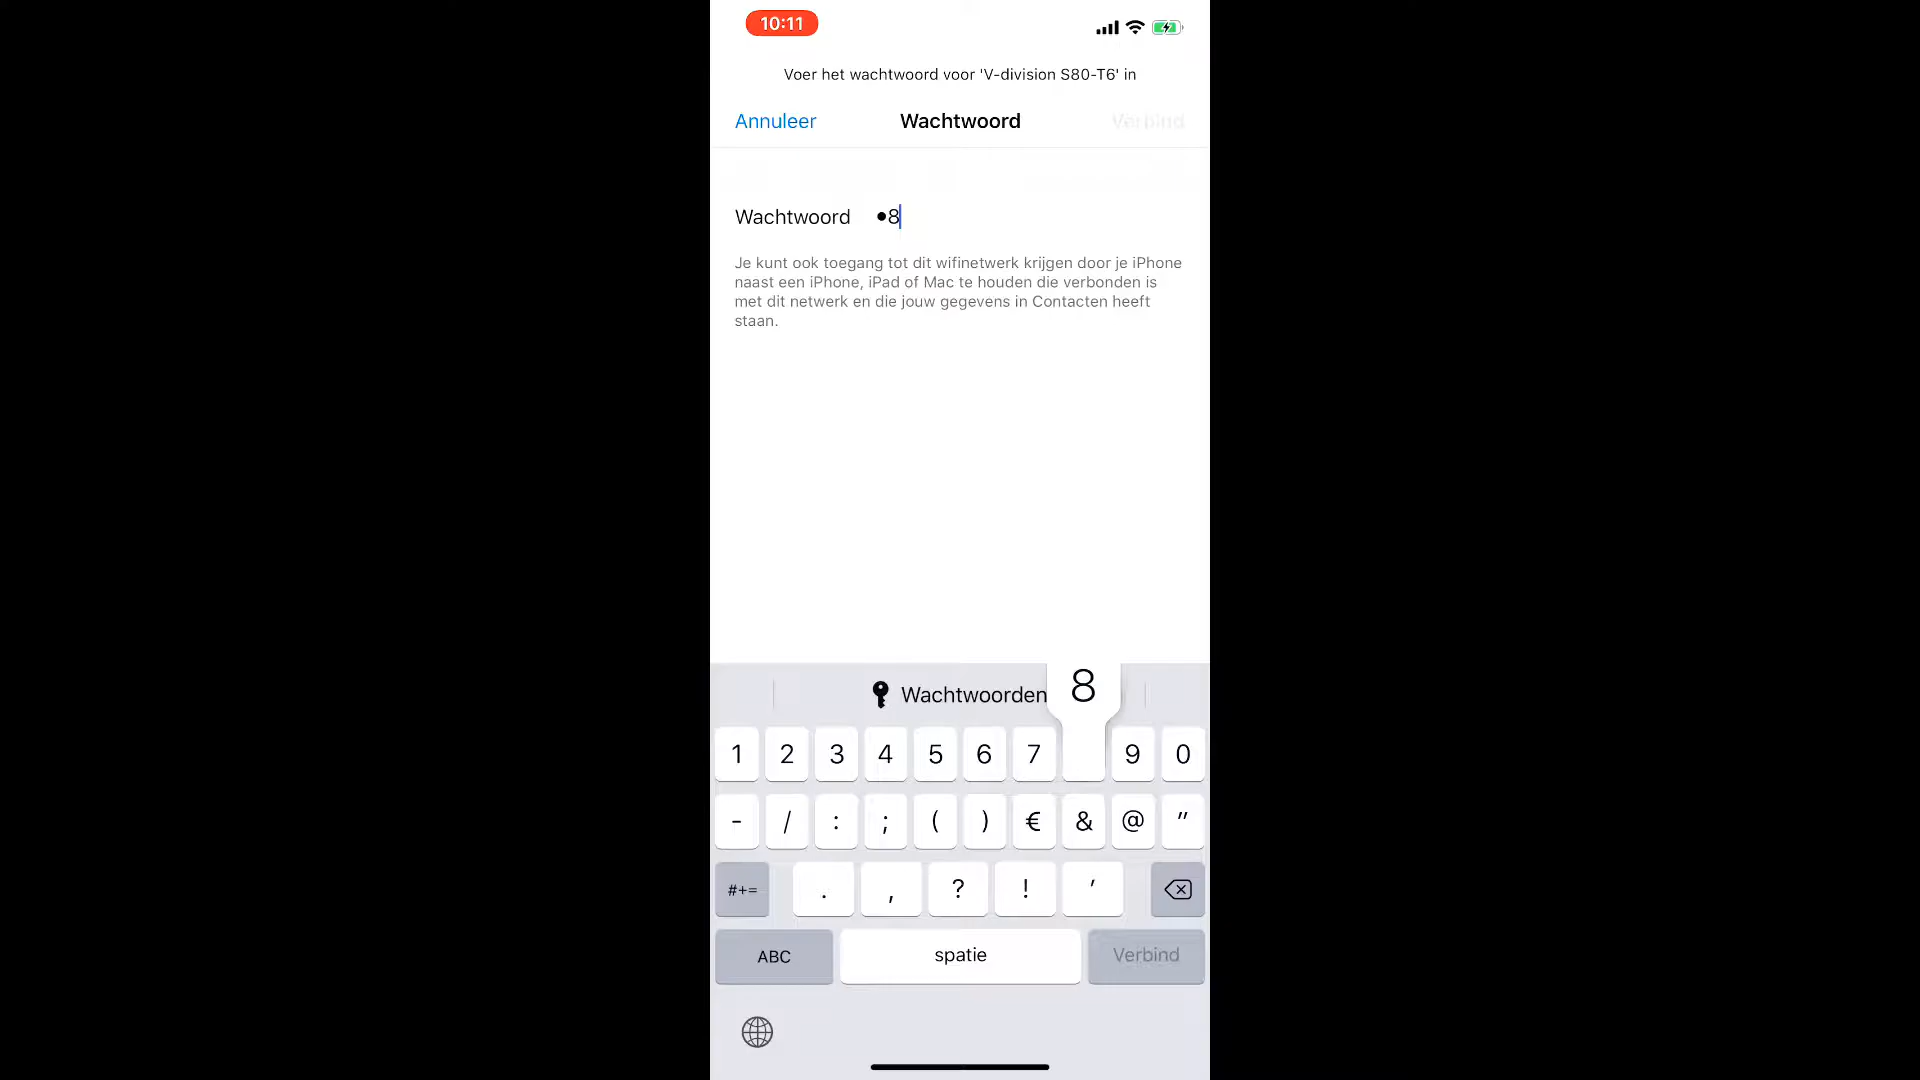 10:11
Voer het wachtwoord voor 'V-division S80-T6' in
Annuleer Wachtwoord Verbind
Wachtwoord •8
Je kunt ook toegang tot dit wifinetwerk krijgen door je iPhone
naast een iPhone, iPad of Mac te houden die verbonden is
met dit netwerk en die jouw gegevens in Contacten heeft
staan.
Wachtwoorden 8
1 2 3 4 5 6 7 9 0
- / : ; ( ) € & @ "
#+= . , ? ! '
ABC spatie Verbind